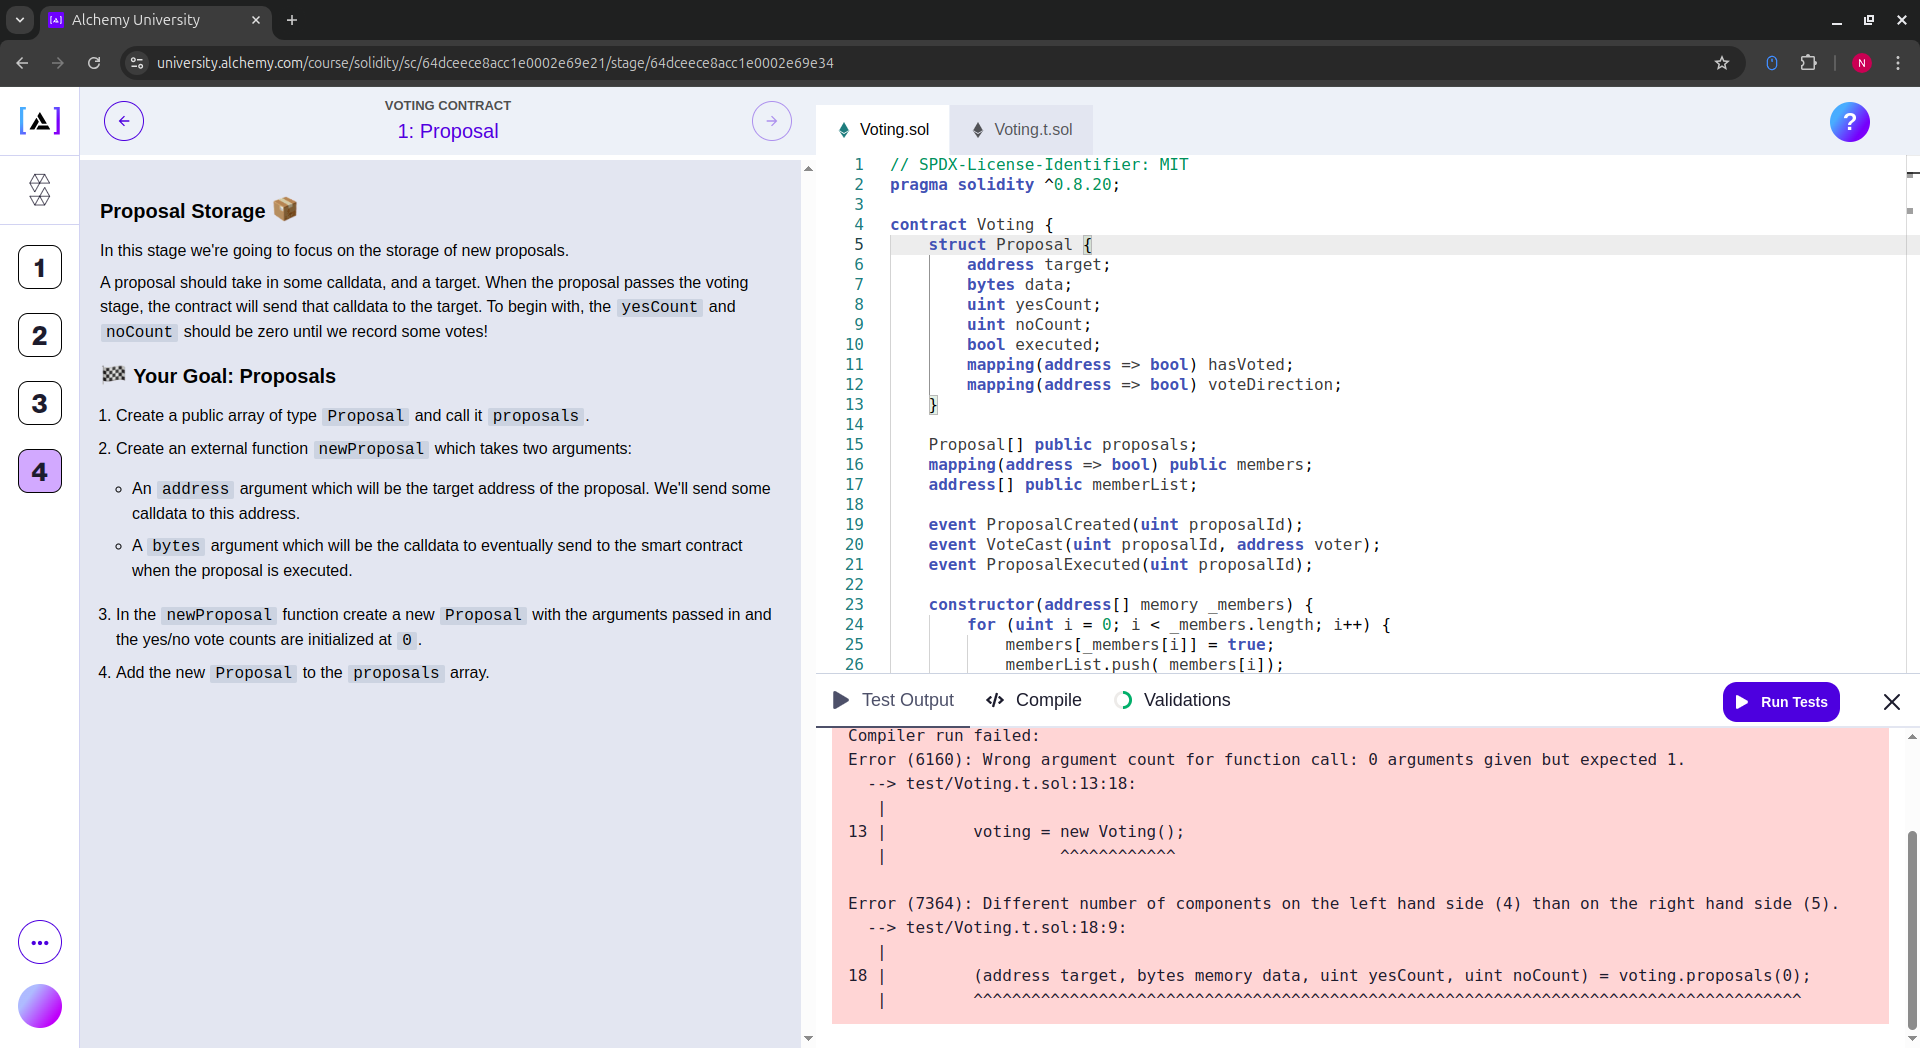 Alchemy University
university.alchemy.com/course/solidity/sc/64dceece8acc1e0002e69e21/stage/64dceece8acc1e0002e69e34
N
VOTING CONTRACT
1: Proposal
1
2
3
4
Proposal Storage
In this stage we're going to focus on the storage of new proposals.
A proposal should take in some calldata, and a target. When the proposal passes the voting
stage, the contract will send that calldata to the target. To begin with, the yesCount and
noCount should be zero until we record some votes!
Your Goal: Proposals
1. Create a public array of type Proposal and call it proposals.
2. Create an external function newProposal which takes two arguments:
An address argument which will be the target address of the proposal. We'll send some
calldata to this address.
A bytes argument which will be the calldata to eventually send to the smart contract
when the proposal is executed.
3. In the newProposal function create a new Proposal with the arguments passed in and
the yes/no vote counts are initialized at 0.
4. Add the new Proposal to the proposals array.
Voting.sol
Voting.t.sol
?
1 // SPDX-License-Identifier: MIT
2 pragma solidity ^0.8.20;
3
4 contract Voting {
5 struct Proposal {
6 address target;
7 bytes data;
8 uint yesCount;
9 uint noCount;
10 bool executed;
11 mapping(address => bool) hasVoted;
12 mapping(address => bool) voteDirection;
13 }
14
15 Proposal[] public proposals;
16 mapping(address => bool) public members;
17 address[] public memberList;
18
19 event ProposalCreated(uint proposalId);
20 event VoteCast(uint proposalId, address voter);
21 event ProposalExecuted(uint proposalId);
22
23 constructor(address[] memory _members) {
24 for (uint i = 0; i < _members.length; i++) {
25 members[_members[i]] = true;
26 memberList.push(_members[i]);
Test Output
Compile
Validations
Run Tests
Compiler run failed:
Error (6160): Wrong argument count for function call: 0 arguments given but expected 1.
--> test/Voting.t.sol:13:18:
|
13 | voting = new Voting();
| ^^^^^^^^^^^^
Error (7364): Different number of components on the left hand side (4) than on the right hand side (5).
--> test/Voting.t.sol:18:9:
|
18 | (address target, bytes memory data, uint yesCount, uint noCount) = voting.proposals(0);
| ^^^^^^^^^^^^^^^^^^^^^^^^^^^^^^^^^^^^^^^^^^^^^^^^^^^^^^^^^^^^^^^^^^^^^^^^^^^^^^^^^^^^^^